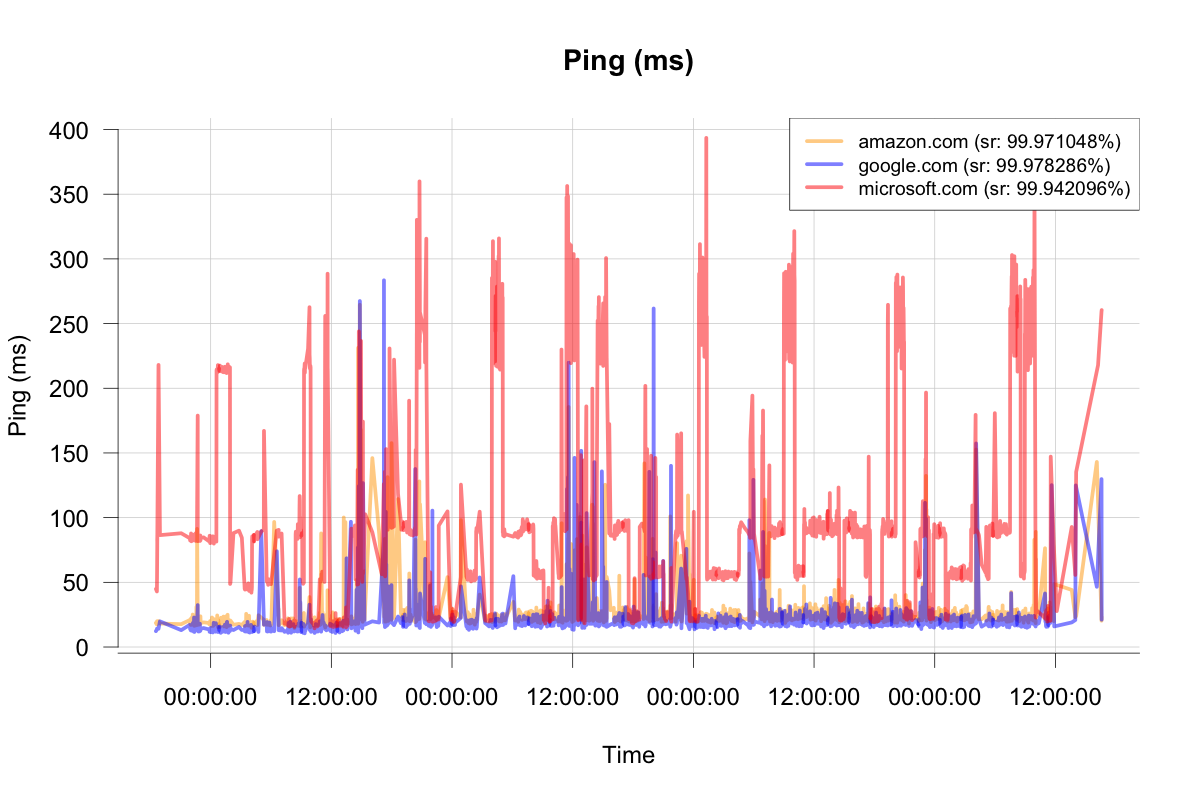 Ping (ms)
amazon.com (sr: 99.971048%)
google.com (sr: 99.978286%)
microsoft.com (sr: 99.942096%)
Ping (ms)
400
350
300
250
200
150
100
50
0
00:00:00 12:00:00 00:00:00 12:00:00 00:00:00 12:00:00 00:00:00 12:00:00
Time